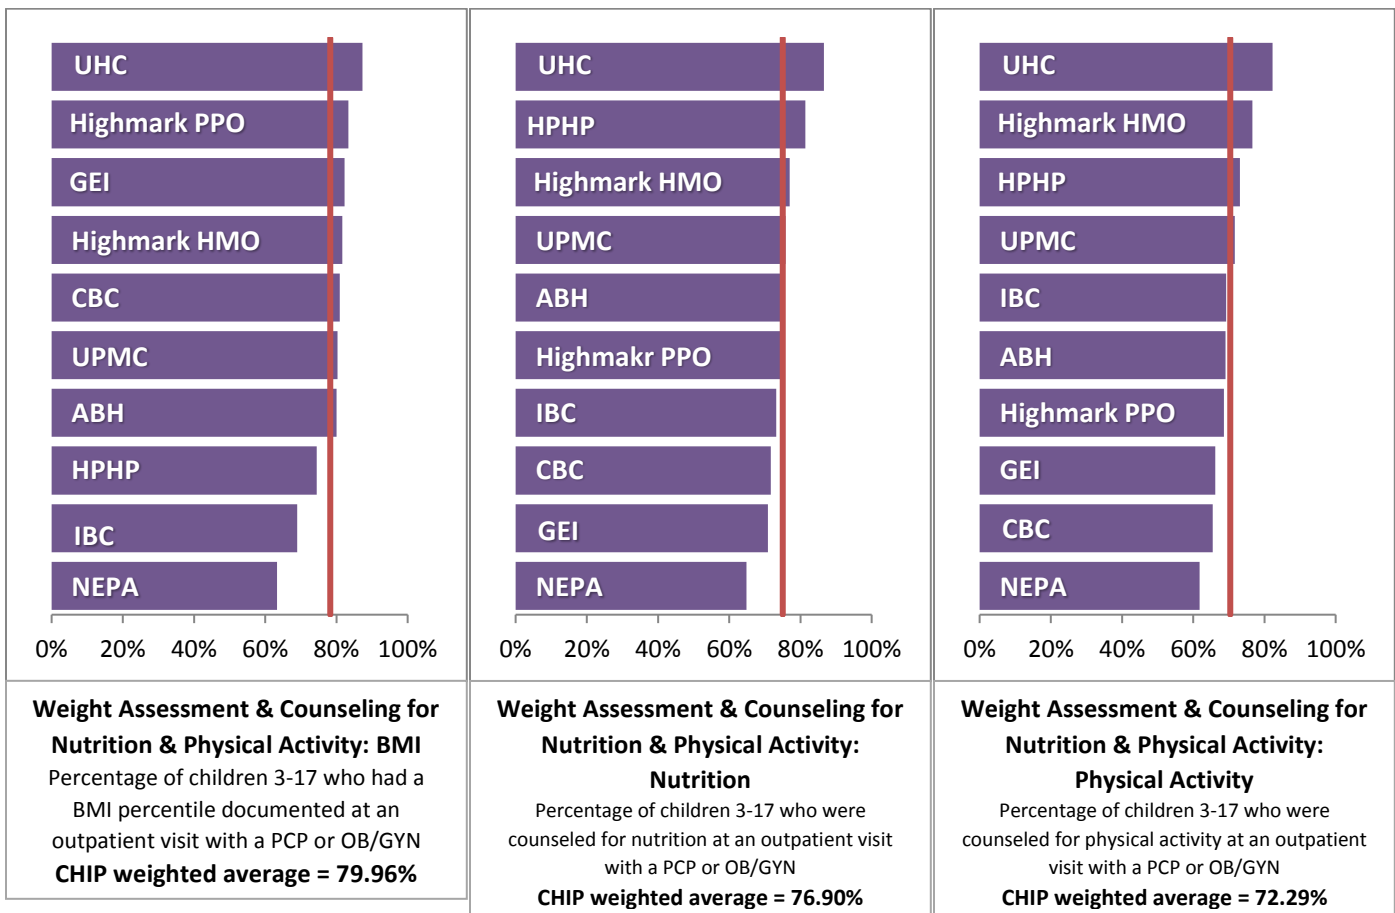 UHC
Highmark PPO
GEI
Highmark HMO
CBC
UPMC
ABH
HPHP
IBC
NEPA
0% 20% 40% 60% 80% 100%
Weight Assessment & Counseling for
Nutrition & Physical Activity: BMI
Percentage of children 3-17 who had a
BMI percentile documented at an
outpatient visit with a PCP or OB/GYN
CHIP weighted average = 79.96%
UHC
HPHP
Highmark HMO
UPMC
ABH
Highmakr PPO
IBC
CBC
GEI
NEPA
0% 20% 40% 60% 80% 100%
Weight Assessment & Counseling for
Nutrition & Physical Activity:
Nutrition
Percentage of children 3-17 who were
counseled for nutrition at an outpatient visit
with a PCP or OB/GYN
CHIP weighted average = 76.90%
UHC
Highmark HMO
HPHP
UPMC
IBC
ABH
Highmark PPO
GEI
CBC
NEPA
0% 20% 40% 60% 80% 100%
Weight Assessment & Counseling for
Nutrition & Physical Activity:
Physical Activity
Percentage of children 3-17 who were
counseled for physical activity at an outpatient
visit with a PCP or OB/GYN
CHIP weighted average = 72.29%